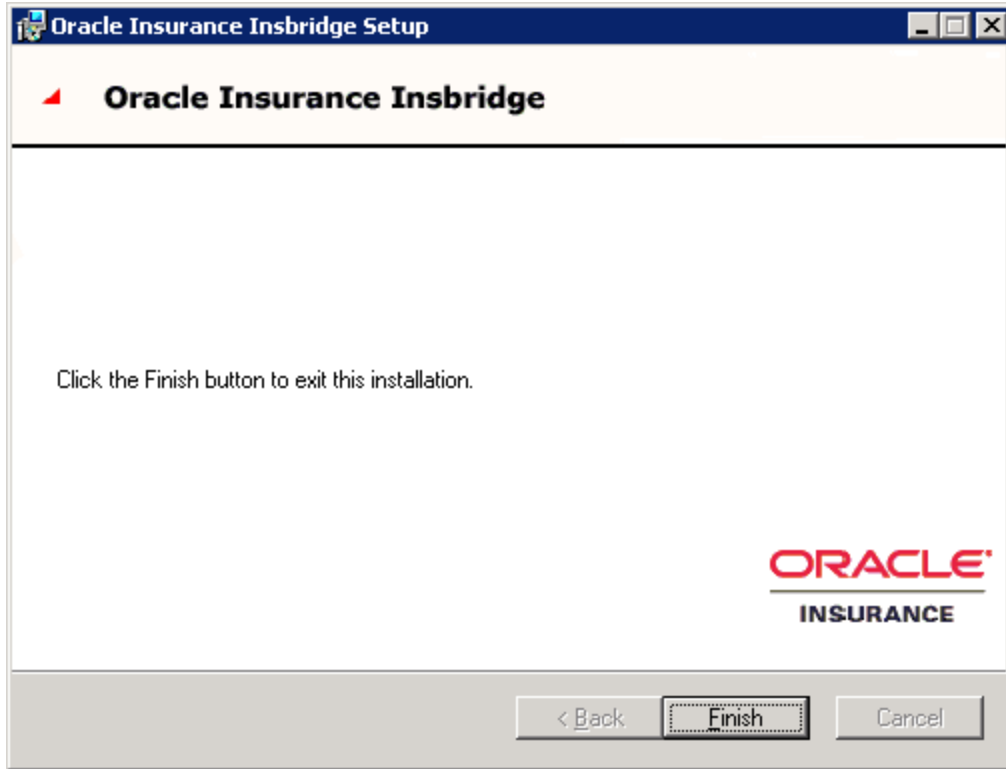 Oracle Insurance Insbridge Setup
Oracle Insurance Insbridge
Click the Finish button to exit this installation.
ORACLE
INSURANCE
< Back Finish Cancel